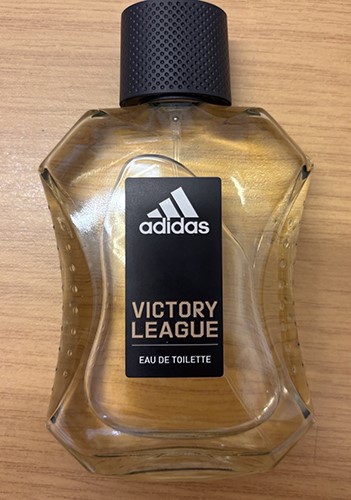 adidas
VICTORY
LEAGUE
EAU DE TOILETTE